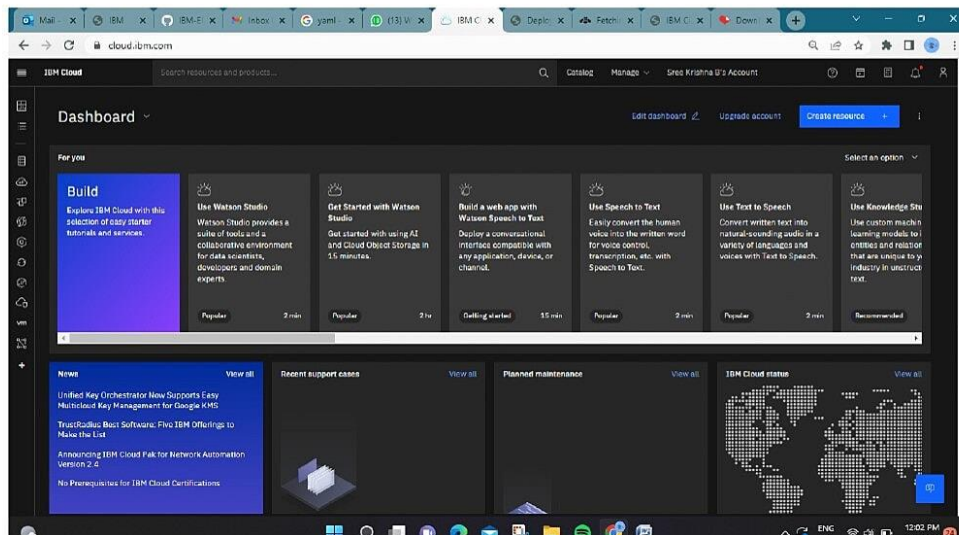 Mail -
IBM
IBM-E
Inbox
yaml -
(13) W
IBM C
Deploy
Fetchi
IBM C
Down
cloud.ibm.com
IBM Cloud
Search resources and products...
Catalog
Manage
Sree Krishna B's Account
Dashboard
Edit dashboard
Upgrade account
Create resource +
For you
Select an option
Build
Explore IBM Cloud with this
selection of easy starter
tutorials and services.
Use Watson Studio
Watson Studio provides a
suite of tools and a
collaborative environment
for data scientists,
developers and domain
experts.
Popular
2 min
Get Started with Watson
Studio
Get started with using AI
and Cloud Object Storage in
15 minutes.
Popular
2 hr
Build a web app with
Watson Speech to Text
Deploy a conversational
interface compatible with
any application, device, or
channel.
Getting started
15 min
Use Speech to Text
Easily convert the human
voice into the written word
for voice control,
transcription, etc. with
Speech to Text.
Popular
2 min
Use Text to Speech
Convert written text into
natural-sounding audio in a
variety of languages and
voices with Text to Speech.
Popular
2 min
Use Knowledge Stu
Use custom machin
learning models to i
entities and relation
that are unique to y
industry in unstruct
text.
Recommended
News
View all
Unified Key Orchestrator Now Supports Easy
Multicloud Key Management for Google KMS
TrustRadius Best Software: Five IBM Offerings to
Make the List
Announcing IBM Cloud Pak for Network Automation
Version 2.4
No Prerequisites for IBM Cloud Certifications
Recent support cases
View all
Planned maintenance
View all
IBM Cloud status
View all
vm
ENG
12:02 PM